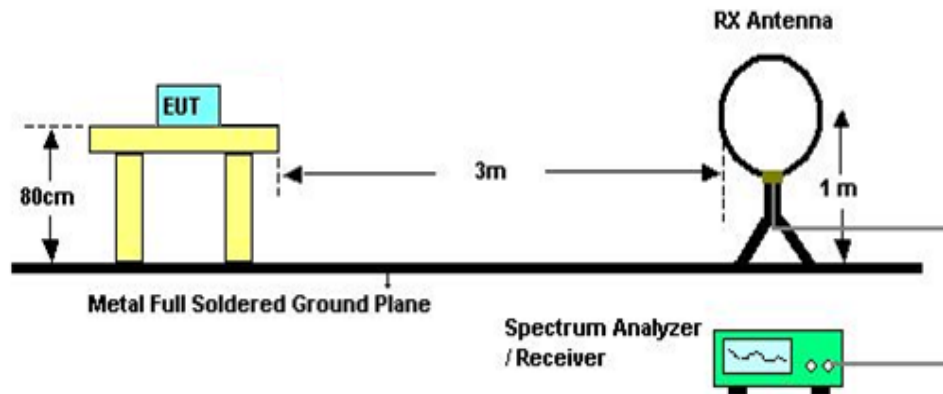 RX Antenna
EUT
80cm
3m
1 m
Metal Full Soldered Ground Plane
Spectrum Analyzer
/ Receiver